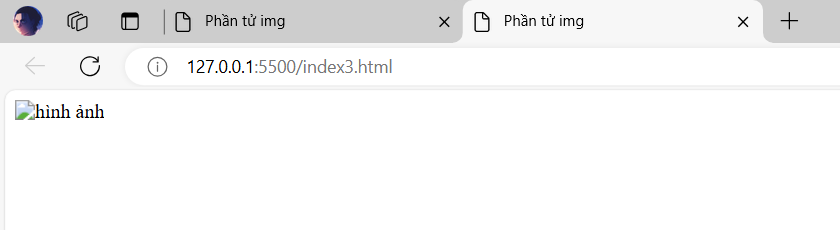 Phần tử img
Phần tử img
127.0.0.1:5500/index3.html
hình ảnh